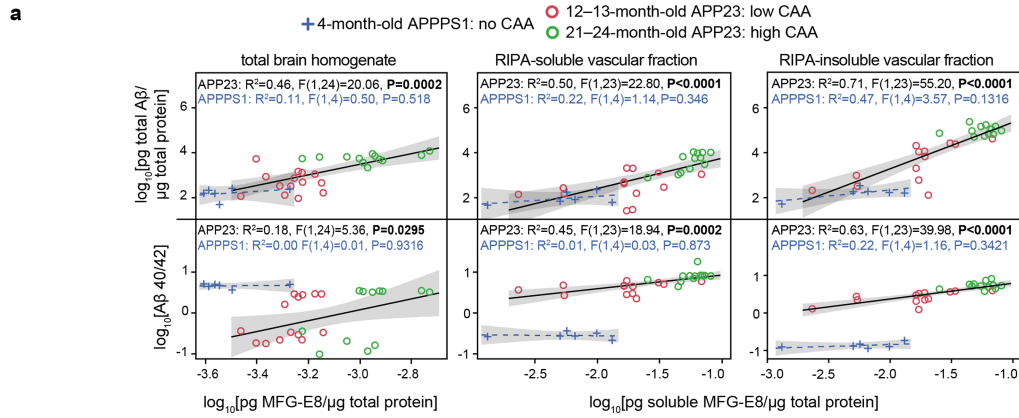 a
+ 4-month-old APPPS1: no CAA
12–13-month-old APP23: low CAA
21–24-month-old APP23: high CAA
total brain homogenate
RIPA-soluble vascular fraction
RIPA-insoluble vascular fraction
log10[pg total Aβ/
μg total protein]
6
4
2
APP23: R²=0.46, F(1,24)=20.06, P=0.0002
APPPS1: R²=0.11, F(1,4)=0.50, P=0.518
APP23: R²=0.50, F(1,23)=22.80, P<0.0001
APPPS1: R²=0.22, F(1,4)=1.14, P=0.346
APP23: R²=0.71, F(1,23)=55.20, P<0.0001
APPPS1: R²=0.47, F(1,4)=3.57, P=0.1316
6
4
2
6
4
2
log10[Aβ 40/42]
1
0
-1
APP23: R²=0.18, F(1,24)=5.36, P=0.0295
APPPS1: R²=0.00 F(1,4)=0.01, P=0.9316
APP23: R²=0.45, F(1,23)=18.94, P=0.0002
APPPS1: R²=0.01, F(1,4)=0.03, P=0.873
APP23: R²=0.63, F(1,23)=39.98, P<0.0001
APPPS1: R²=0.22, F(1,4)=1.16, P=0.3421
1
-1
1
-1
-3.6 -3.4 -3.2 -3.0 -2.8
-2.5 -2.0 -1.5 -1.0
-3.0 -2.5 -2.0 -1.5 -1.0
log10[pg MFG-E8/μg total protein]
log10[pg soluble MFG-E8/μg total protein]